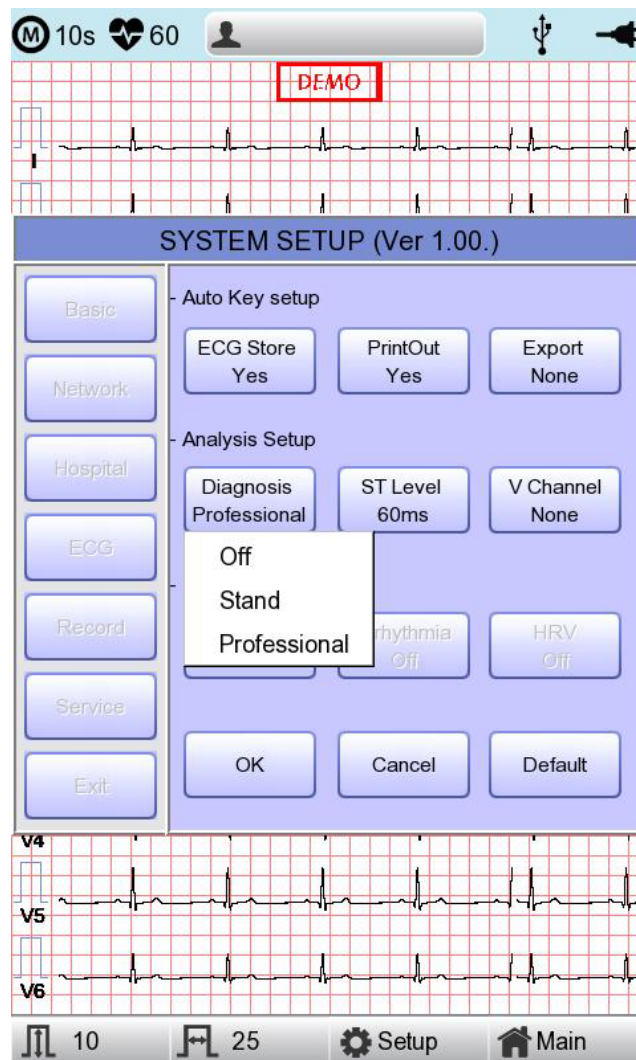 M 10s 60
DEMO
I
SYSTEM SETUP (Ver 1.00.)
Basic
Network
Hospital
ECG
Record
Service
Exit
- Auto Key setup
ECG Store
Yes
PrintOut
Yes
Export
None
- Analysis Setup
Diagnosis
Professional
ST Level
60ms
V Channel
None
Off
Stand
Professional
-
Off
HRV
Off
OK
Cancel
Default
V4
V5
V6
10
25
Setup
Main